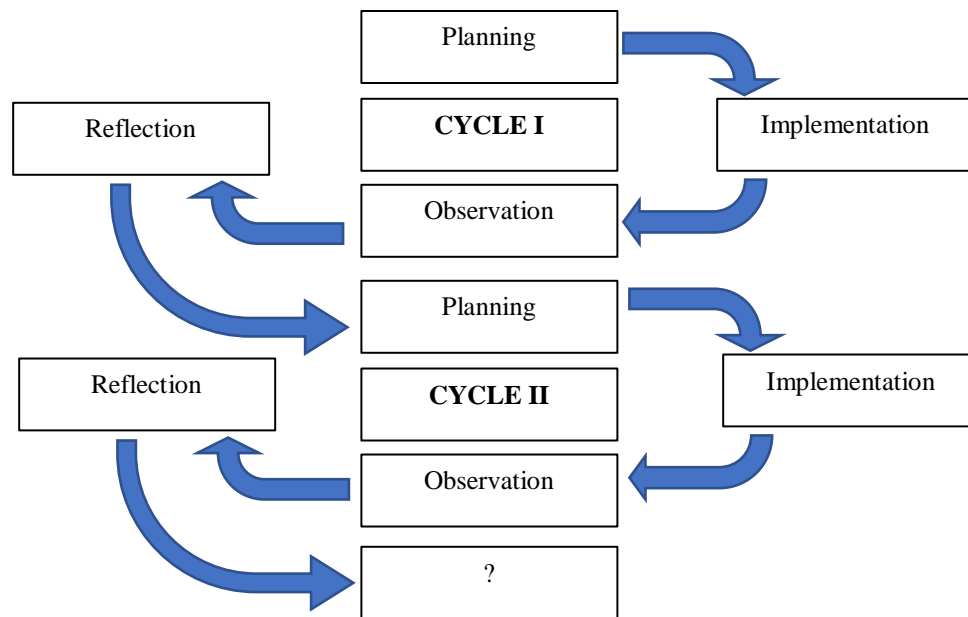 Planning
Reflection
CYCLE I
Implementation
Observation
Planning
Reflection
CYCLE II
Implementation
Observation
?